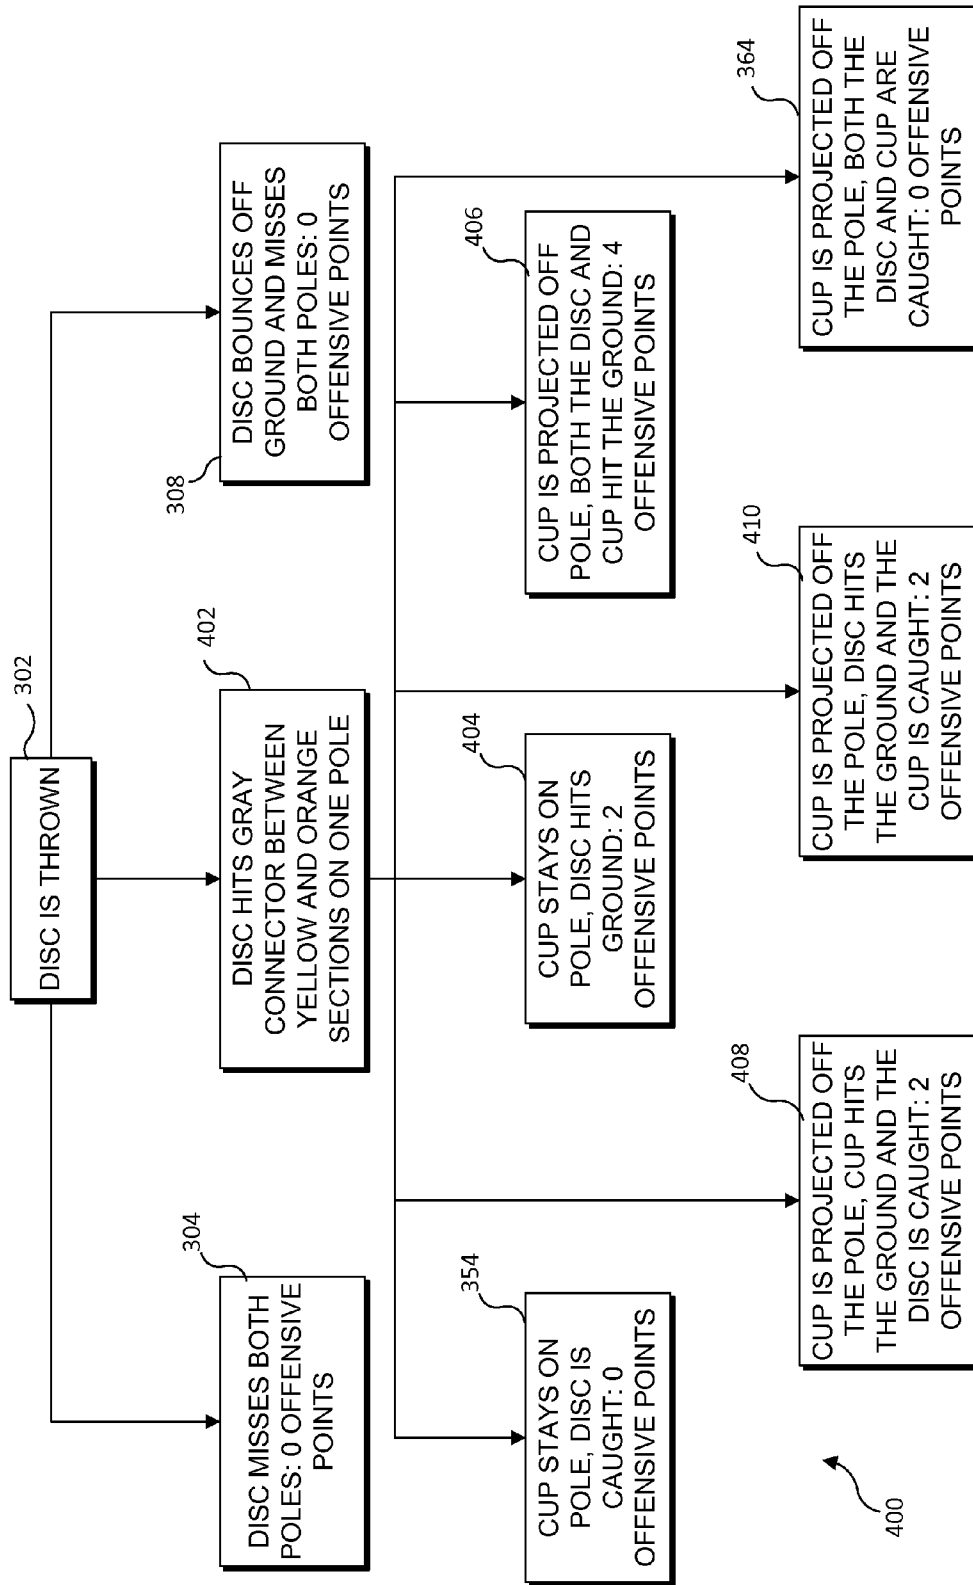 302
DISC IS THROWN
304
DISC MISSES BOTH
POLES: 0 OFFENSIVE
POINTS
402
DISC HITS GRAY
CONNECTOR BETWEEN
YELLOW AND ORANGE
SECTIONS ON ONE POLE
308
DISC BOUNCES OFF
GROUND AND MISSES
BOTH POLES: 0
OFFENSIVE POINTS
354
CUP STAYS ON
POLE, DISC IS
CAUGHT: 0
OFFENSIVE POINTS
404
CUP STAYS ON
POLE, DISC HITS
GROUND: 2
OFFENSIVE POINTS
406
CUP IS PROJECTED OFF
POLE, BOTH THE DISC AND
CUP HIT THE GROUND: 4
OFFENSIVE POINTS
408
CUP IS PROJECTED OFF
THE POLE, CUP HITS
THE GROUND AND THE
DISC IS CAUGHT: 2
OFFENSIVE POINTS
410
CUP IS PROJECTED OFF
THE POLE, DISC HITS
THE GROUND AND THE
CUP IS CAUGHT: 2
OFFENSIVE POINTS
364
CUP IS PROJECTED OFF
THE POLE, BOTH THE
DISC AND CUP ARE
CAUGHT: 0 OFFENSIVE
POINTS
400